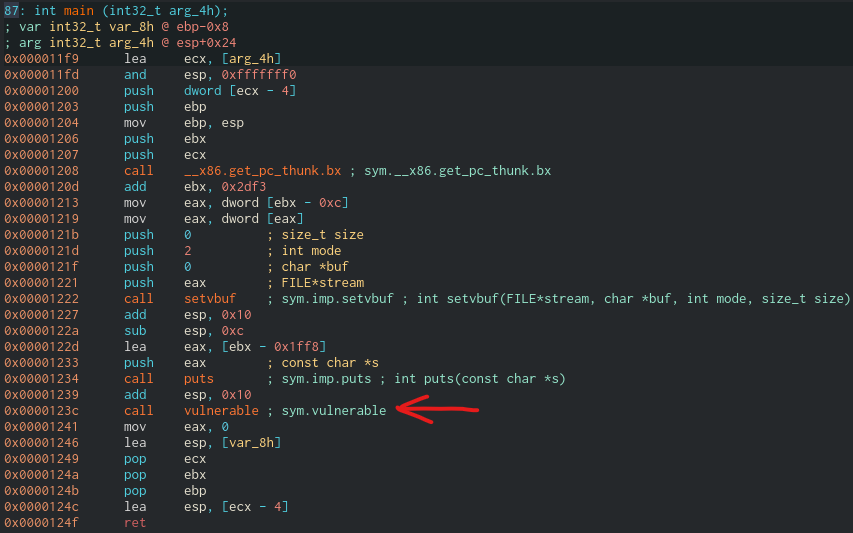 87: int main (int32_t arg_4h);
; var int32_t var_8h @ ebp-0x8
; arg int32_t arg_4h @ esp+0x24
0x000011f9 lea ecx, [arg_4h]
0x000011fd and esp, 0xfffffff0
0x00001200 push dword [ecx - 4]
0x00001203 push ebp
0x00001204 mov ebp, esp
0x00001206 push ebx
0x00001207 push ecx
0x00001208 call __x86.get_pc_thunk.bx ; sym.__x86.get_pc_thunk.bx
0x0000120d add ebx, 0x2df3
0x00001213 mov eax, dword [ebx - 0xc]
0x00001219 mov eax, dword [eax]
0x0000121b push 0 ; size_t size
0x0000121d push 2 ; int mode
0x0000121f push 0 ; char *buf
0x00001221 push eax ; FILE*stream
0x00001222 call setvbuf ; sym.imp.setvbuf ; int setvbuf(FILE*stream, char *buf, int mode, size_t size)
0x00001227 add esp, 0x10
0x0000122a sub esp, 0xc
0x0000122d lea eax, [ebx - 0x1ff8]
0x00001233 push eax ; const char *s
0x00001234 call puts ; sym.imp.puts ; int puts(const char *s)
0x00001239 add esp, 0x10
0x0000123c call vulnerable ; sym.vulnerable
0x00001241 mov eax, 0
0x00001246 lea esp, [var_8h]
0x00001249 pop ecx
0x0000124a pop ebx
0x0000124b pop ebp
0x0000124c lea esp, [ecx - 4]
0x0000124f ret